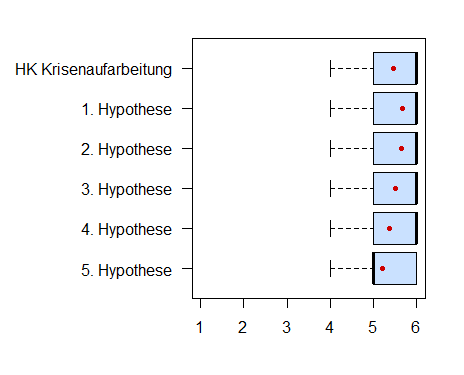 HK Krisenaufarbeitung
1. Hypothese
2. Hypothese
3. Hypothese
4. Hypothese
5. Hypothese
1 2 3 4 5 6